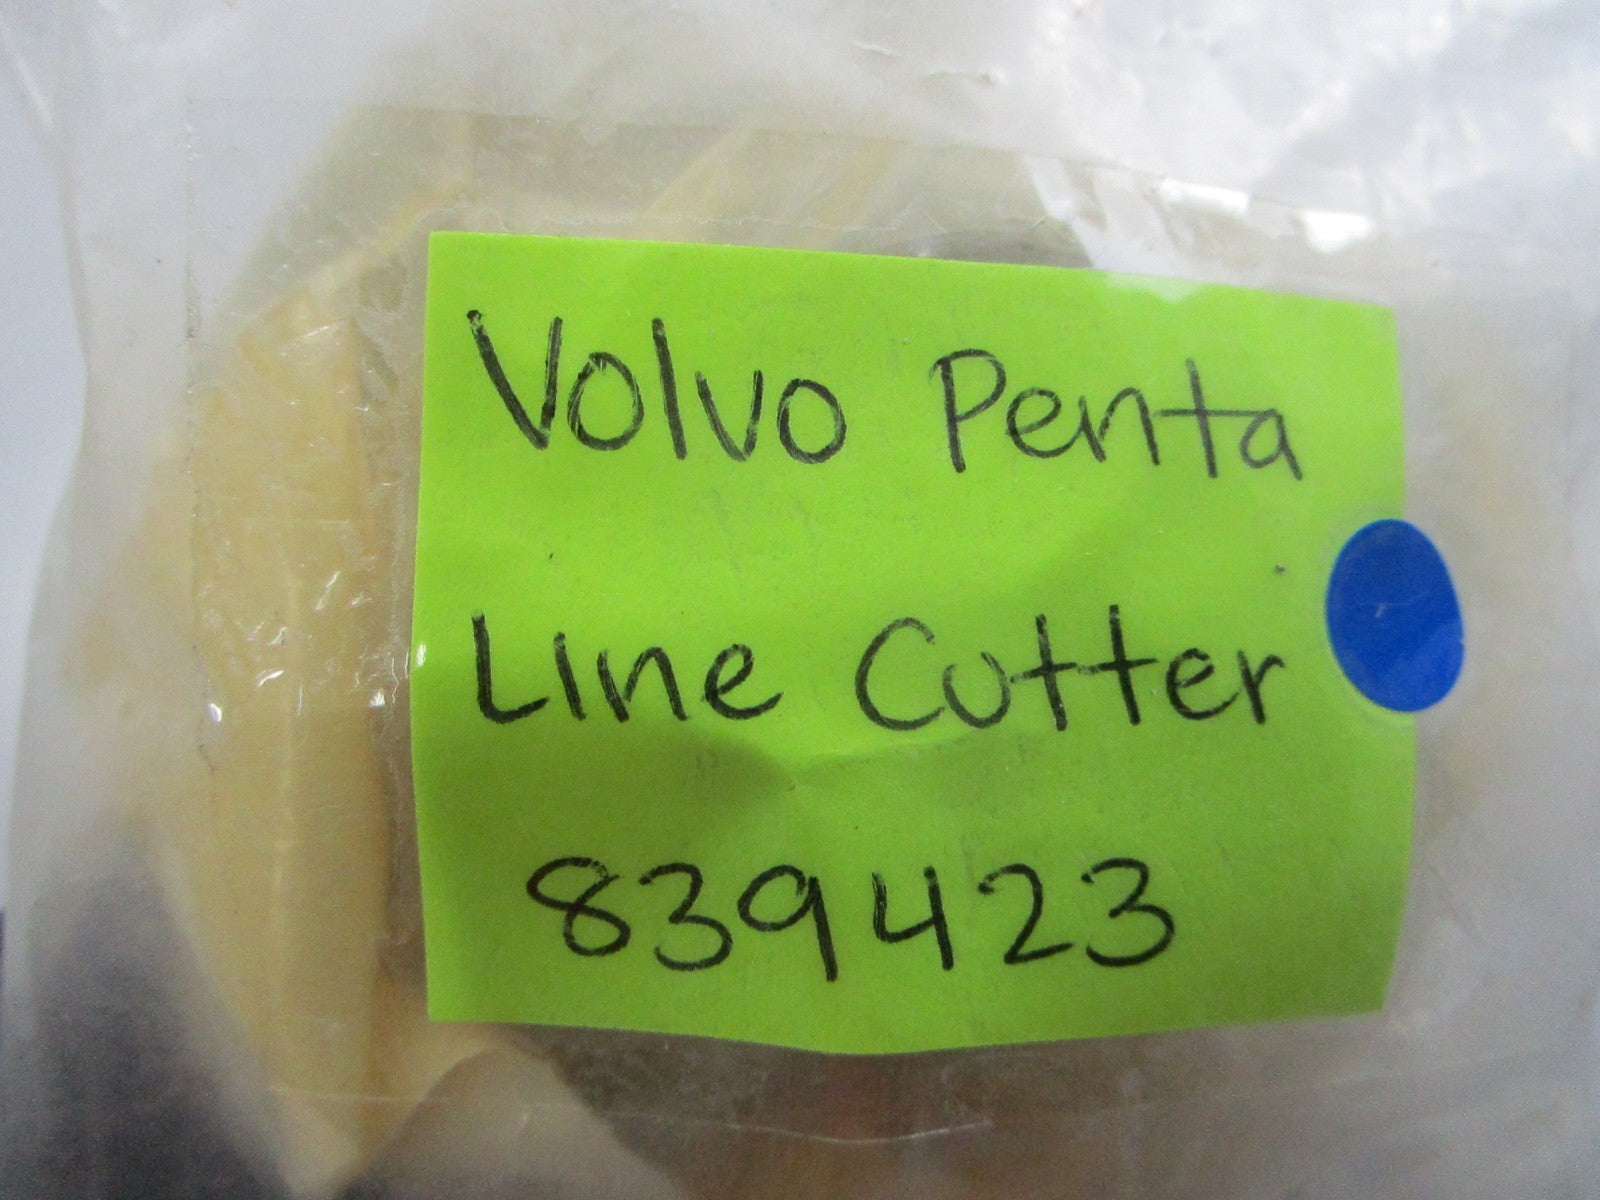 Volvo Penta
Line Cutter
839423